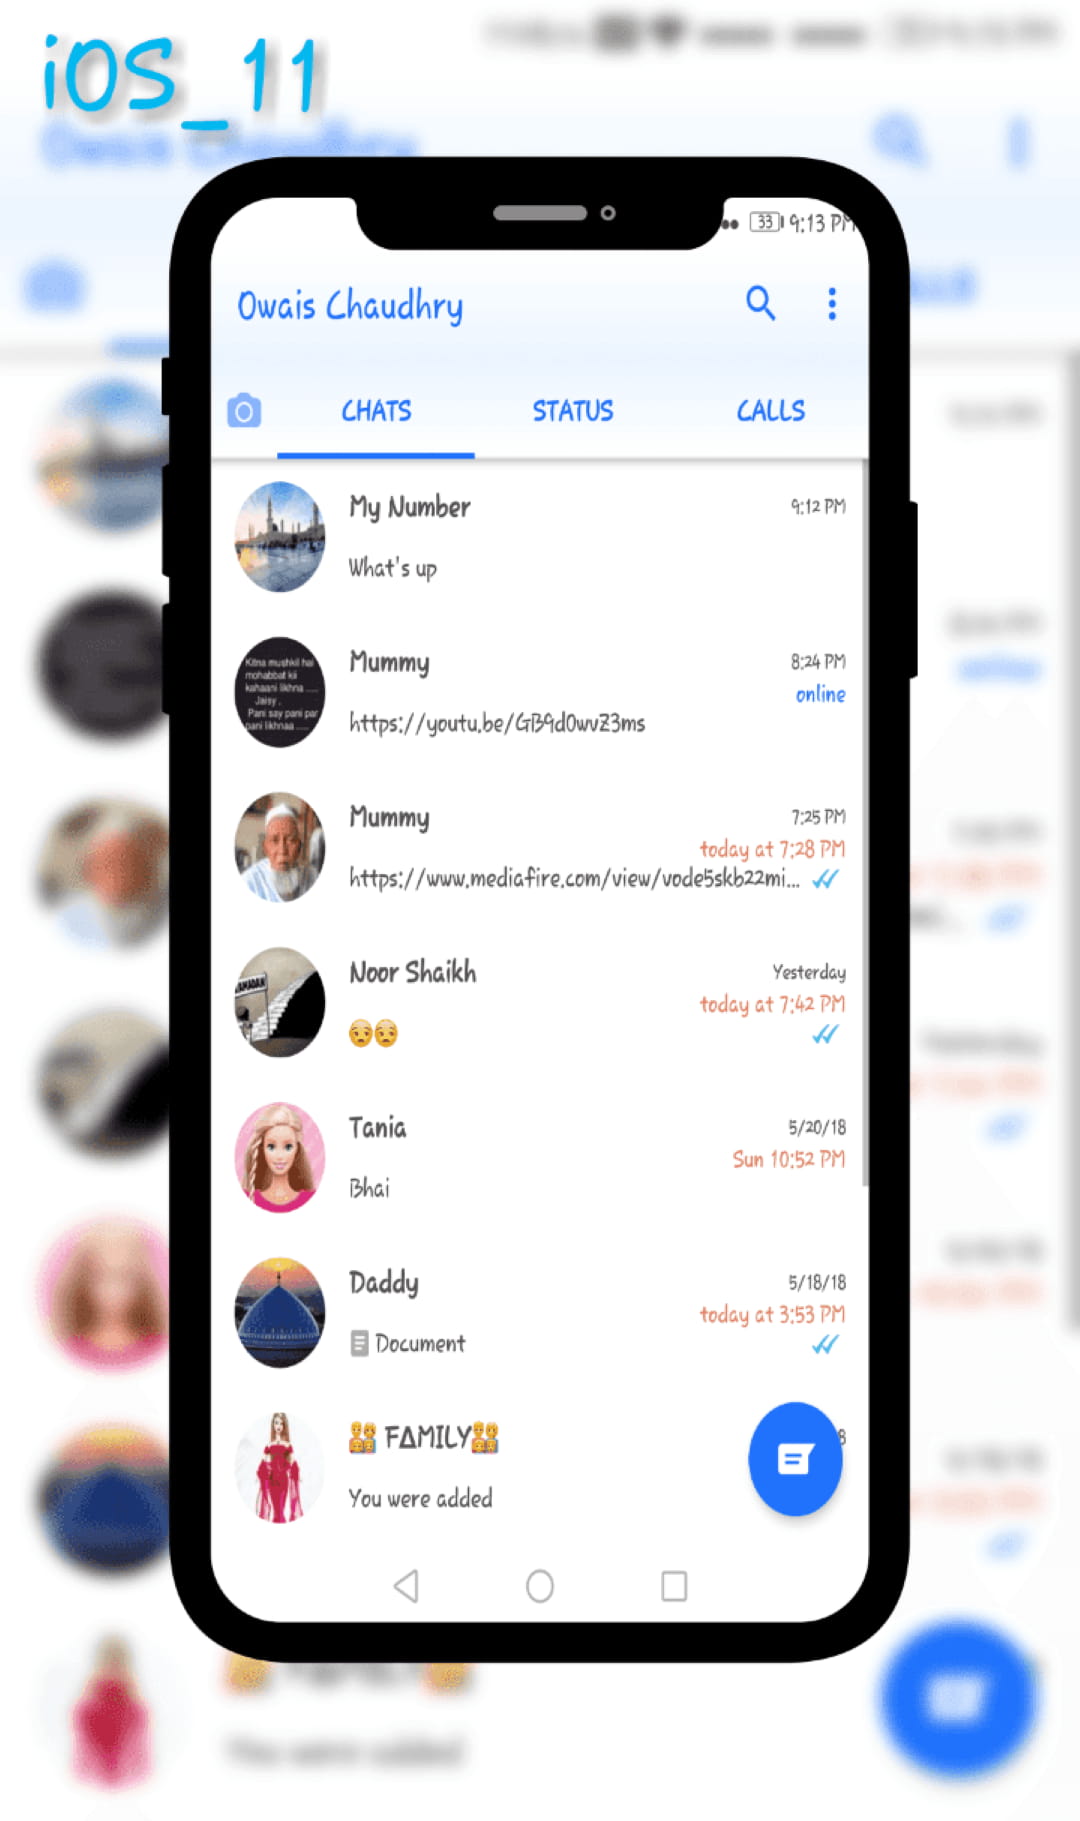 iOS_11
33 9:13 PM
Owais Chaudhry
CHATS STATUS CALLS
My Number 9:12 PM
What's up
Kitna mushkil hai
mohabbat kii
kahaani likhna .....
Jaisy ,
Pani say pani par
pani likhnaa .....
Mummy 8:24 PM
online
https://youtu.be/GB9d0wvZ3ms
Mummy 7:25 PM
today at 7:28 PM
https://www.mediafire.com/view/vode5skb22mi...
Noor Shaikh Yesterday
today at 7:42 PM
😒😒
Tania 5/20/18
Sun 10:52 PM
Bhai
Daddy 5/18/18
today at 3:53 PM
Document
FΔMILY 8
You were added